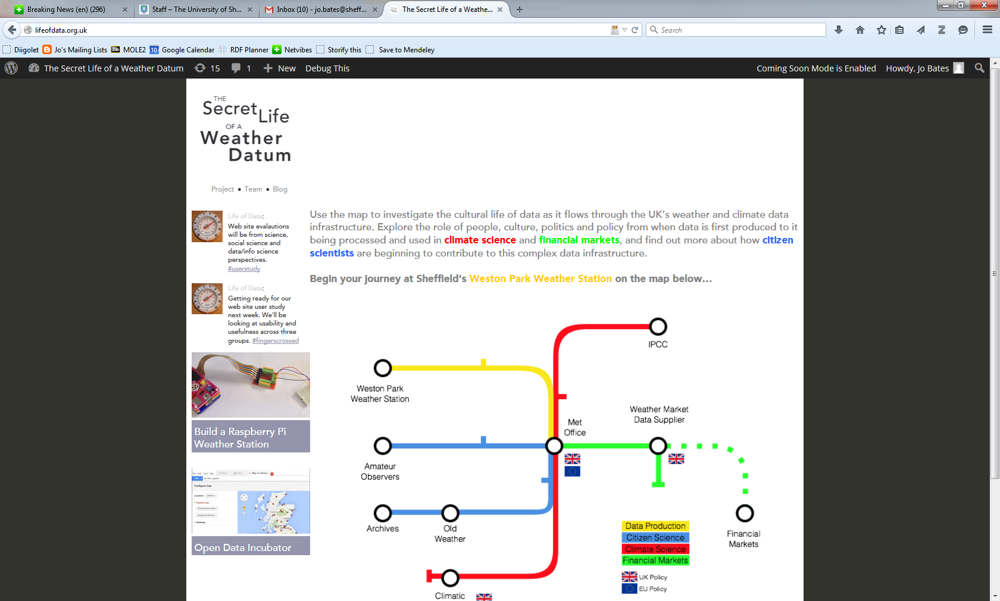 Breaking News (en) (296)
Staff – The University of Sh...
Inbox (10) - jo.bates@sheff...
The Secret Life of a Weathe...
lifeofdata.org.uk
Search
Diigolet
Jo's Mailing Lists
Bb MOLE2
10 Google Calendar
RDF Planner
Netvibes
Storify this
Save to Mendeley
The Secret Life of a Weather Datum
15
1
New
Debug This
Coming Soon Mode is Enabled
Howdy, Jo Bates
THE
Secret Life
OF A
Weather
Datum
Project • Team • Blog
Life of Data:
Web site evalautions
will be from science,
social science and
data/info science
perspectives.
#userstudy
Life of Data:
Getting ready for our
web site user study
next week. We'll be
looking at usability and
usefulness across three
groups. #fingerscrossed
Build a Raspberry Pi
Weather Station
Configure map
Open Data Incubator
Use the map to investigate the cultural life of data as it flows through the UK's weather and climate data
infrastructure. Explore the role of people, culture, politics and policy from when data is first produced to it
being processed and used in climate science and financial markets, and find out more about how citizen
scientists are beginning to contribute to this complex data infrastructure.
Begin your journey at Sheffield's Weston Park Weather Station on the map below...
IPCC
Weston Park
Weather Station
Weather Market
Data Supplier
Met
Office
Amateur
Observers
Archives
Old
Weather
Financial
Markets
Data Production
Citizen Science
Climate Science
Financial Markets
UK Policy
EU Policy
Climatic